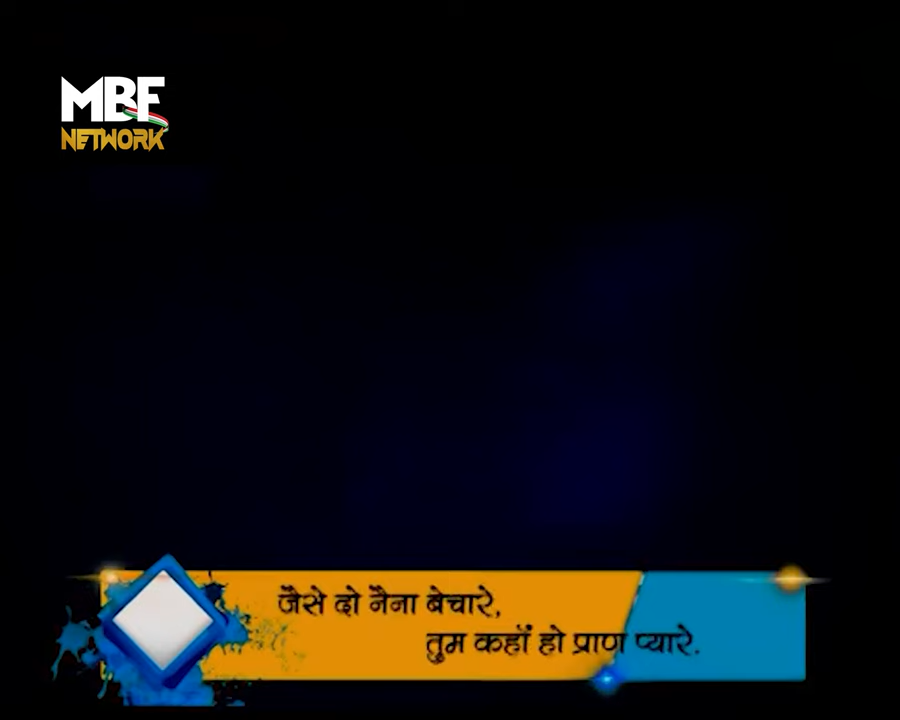 MBF
NETWORK
जैसे दो नैना बेचारे,
तुम कहाँ हो प्राण प्यारे.